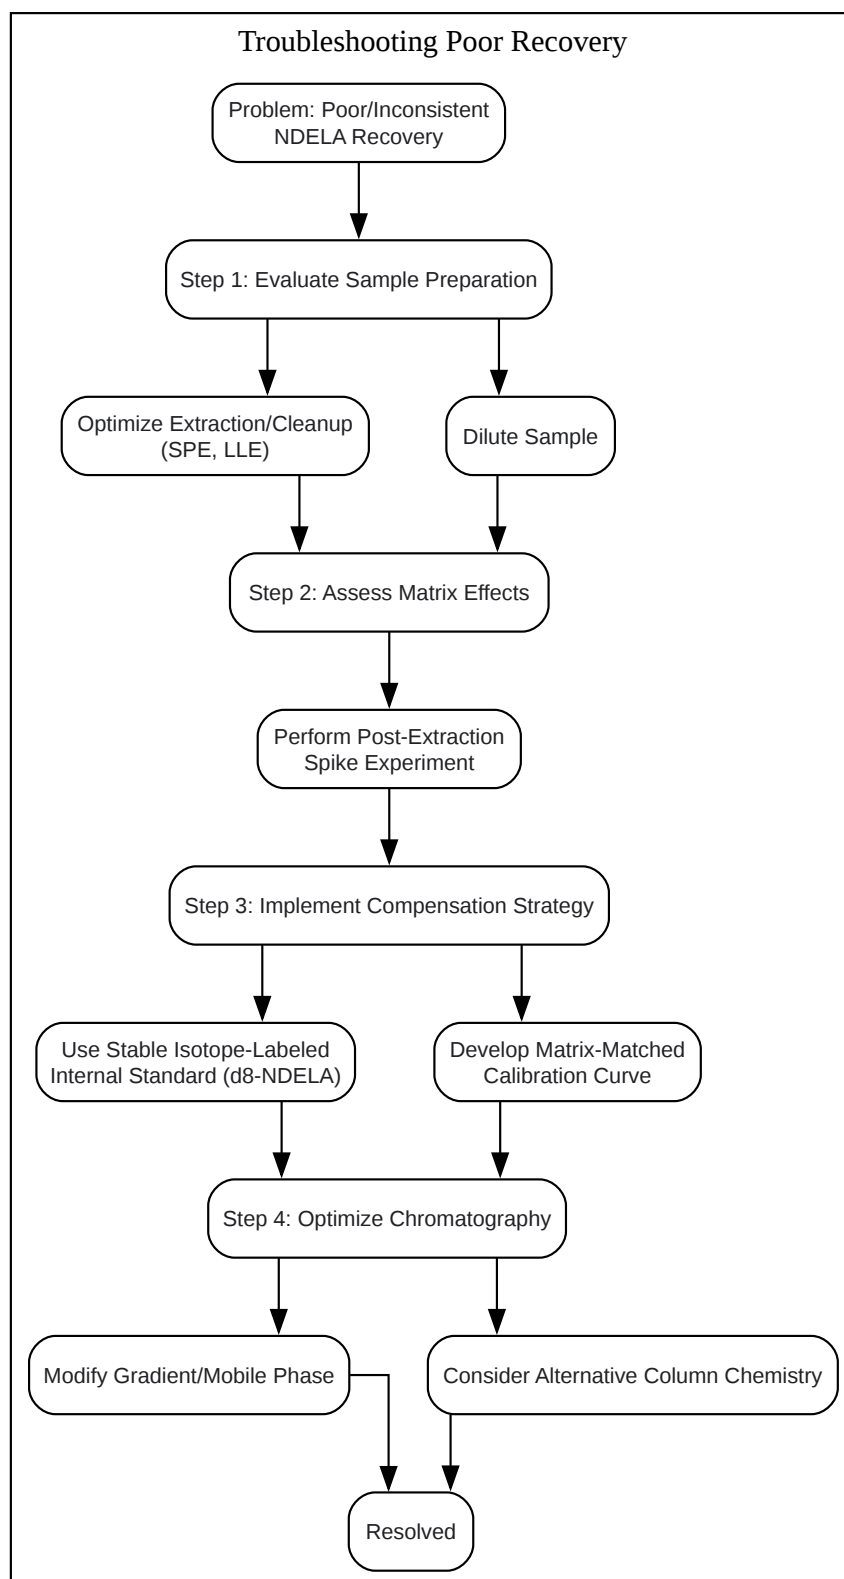 Troubleshooting Poor Recovery
Problem: Poor/Inconsistent
NDELA Recovery
Step 1: Evaluate Sample Preparation
Optimize Extraction/Cleanup
(SPE, LLE)
Dilute Sample
Step 2: Assess Matrix Effects
Perform Post-Extraction
Spike Experiment
Step 3: Implement Compensation Strategy
Use Stable Isotope-Labeled
Internal Standard (d8-NDELA)
Develop Matrix-Matched
Calibration Curve
Step 4: Optimize Chromatography
Modify Gradient/Mobile Phase
Consider Alternative Column Chemistry
Resolved